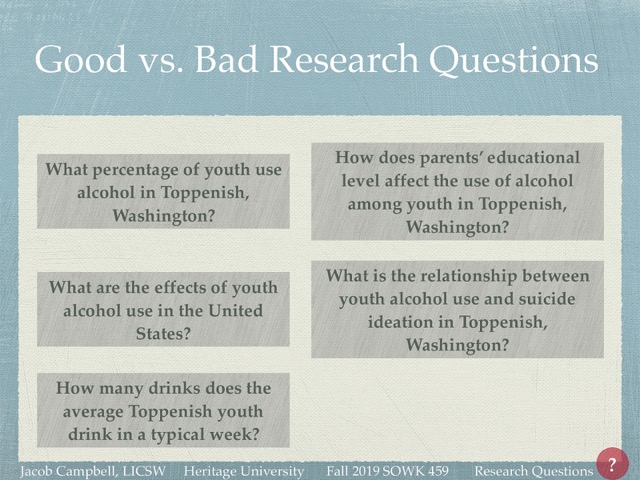 Good vs. Bad Research Questions
What percentage of youth use
alcohol in Toppenish,
Washington?
What are the effects of youth
alcohol use in the United
States?
How many drinks does the
average Toppenish youth
drink in a typical week?
How does parents’ educational
level affect the use of alcohol
among youth in Toppenish,
Washington?
What is the relationship between
youth alcohol use and suicide
ideation in Toppenish,
Washington?
Jacob Campbell, LICSW Heritage University Fall 2019 SOWK 459 Research Questions ?